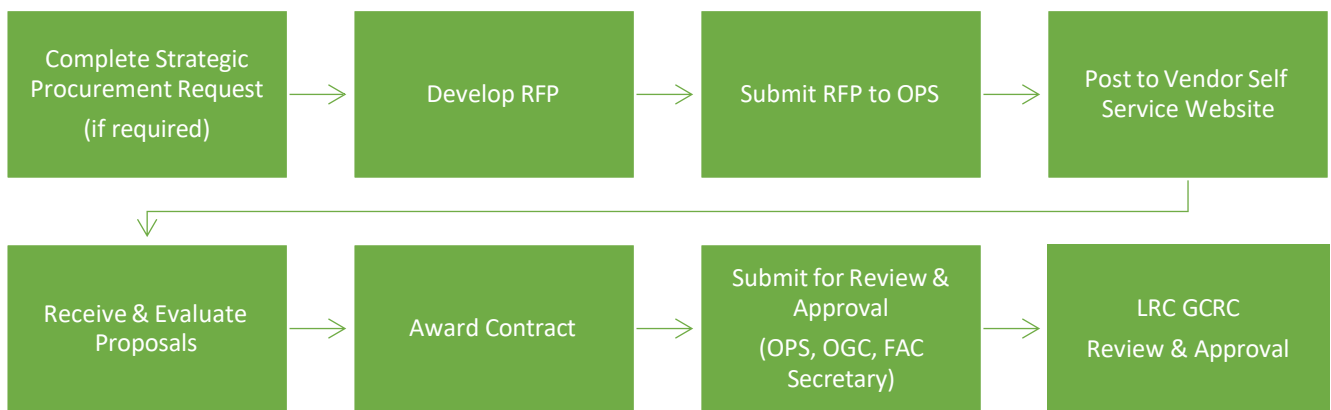 Complete Strategic
Procurement Request
(if required)
Develop RFP
Submit RFP to OPS
Post to Vendor Self
Service Website
Receive & Evaluate
Proposals
Award Contract
Submit for Review &
Approval
(OPS, OGC, FAC
Secretary)
LRC GCRC
Review & Approval